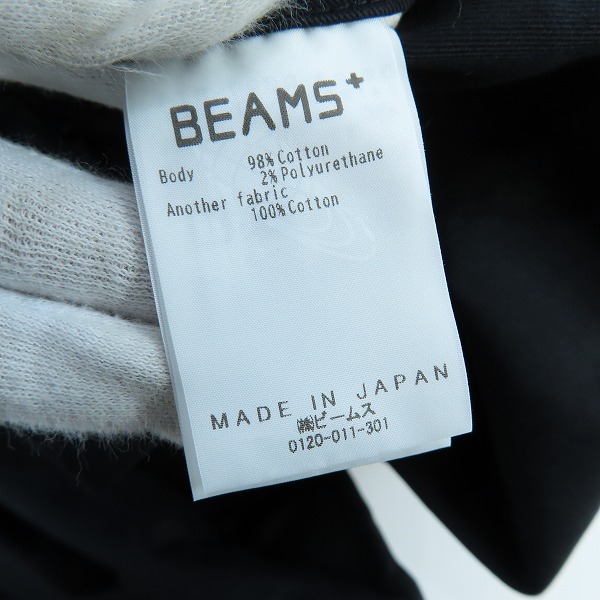 BEAMS+
Body 98% Cotton
2% Polyurethane
Another fabric
100% Cotton
MADE IN JAPAN
㈱ビームス
0120-011-301